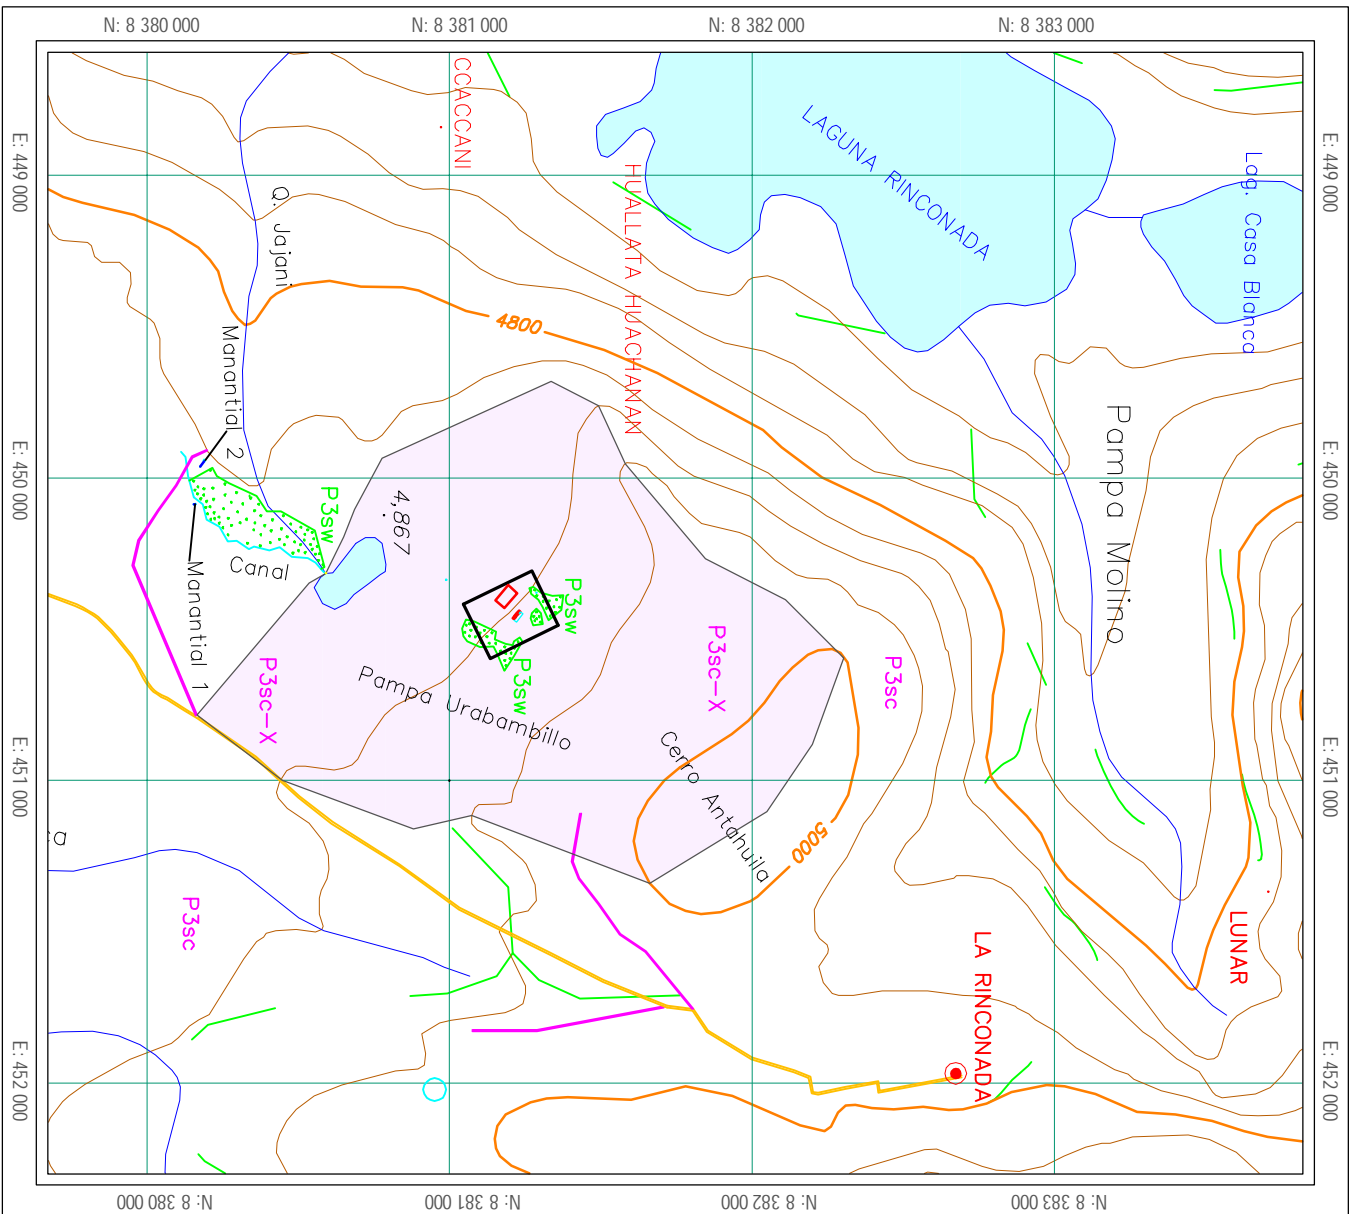 N: 8 380 000
N: 8 381 000
N: 8 382 000
N: 8 383 000
E: 449 000
E: 449 000
CCACCANI
HUALLATA HUACHANAX
LAGUNA RINCONADA
Lag. Casa Blanca
Q. Jajani
4800
Manantial 2
Pampa Molino
E: 450 000
E: 450 000
P3sw
4,867
Canal
Manantial 1
P3sw
P3sw
P3sc-X
P3sc-X
P3sc
Pampa Urabambillo
Cerro Antahuila
5000
E: 451 000
E: 451 000
ca
P3sc
LUNAR
LA RINCONADA
E: 452 000
E: 452 000
N: 8 380 000
N: 8 381 000
N: 8 382 000
N: 8 383 000